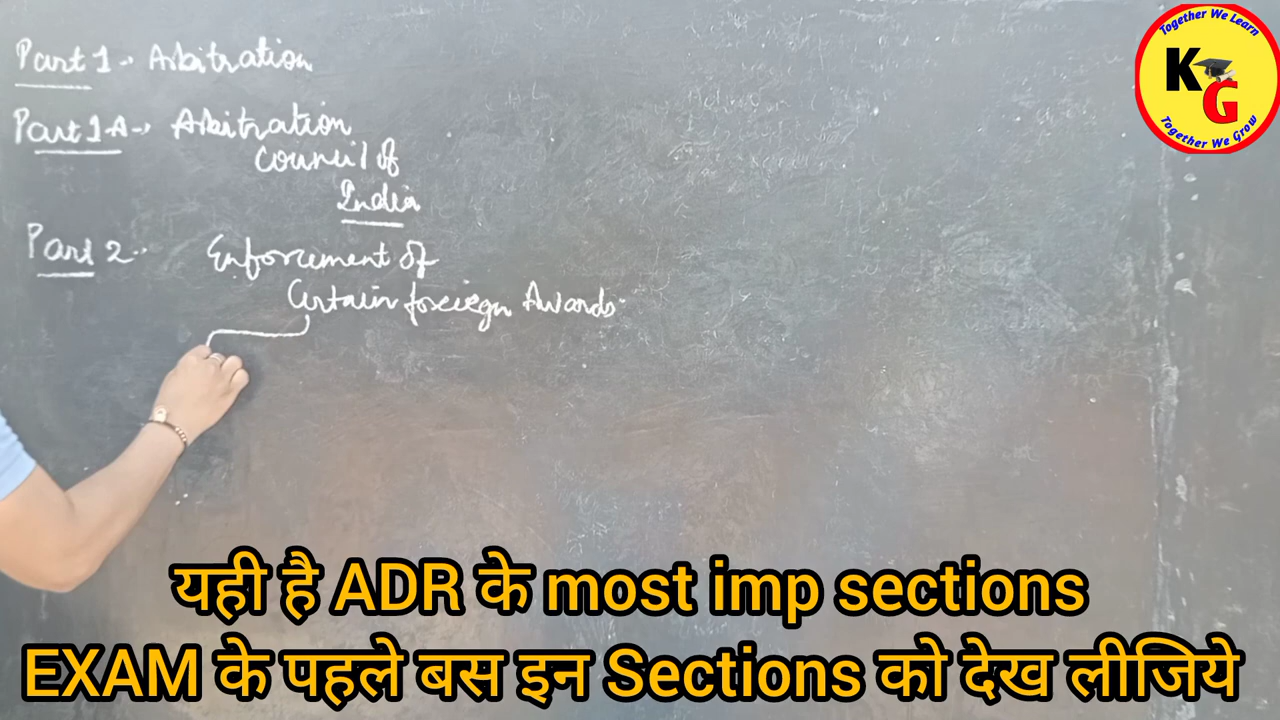 Part 1 -. Arbitration
Part 1A -> Arbitration
Council of
India
Part 2 -.
Enforcement of
Certain foreign Awards.
Together We Learn
KG
Together We Grow
यही है ADR के most imp sections
EXAM के पहले बस इन Sections को देख लीजिये